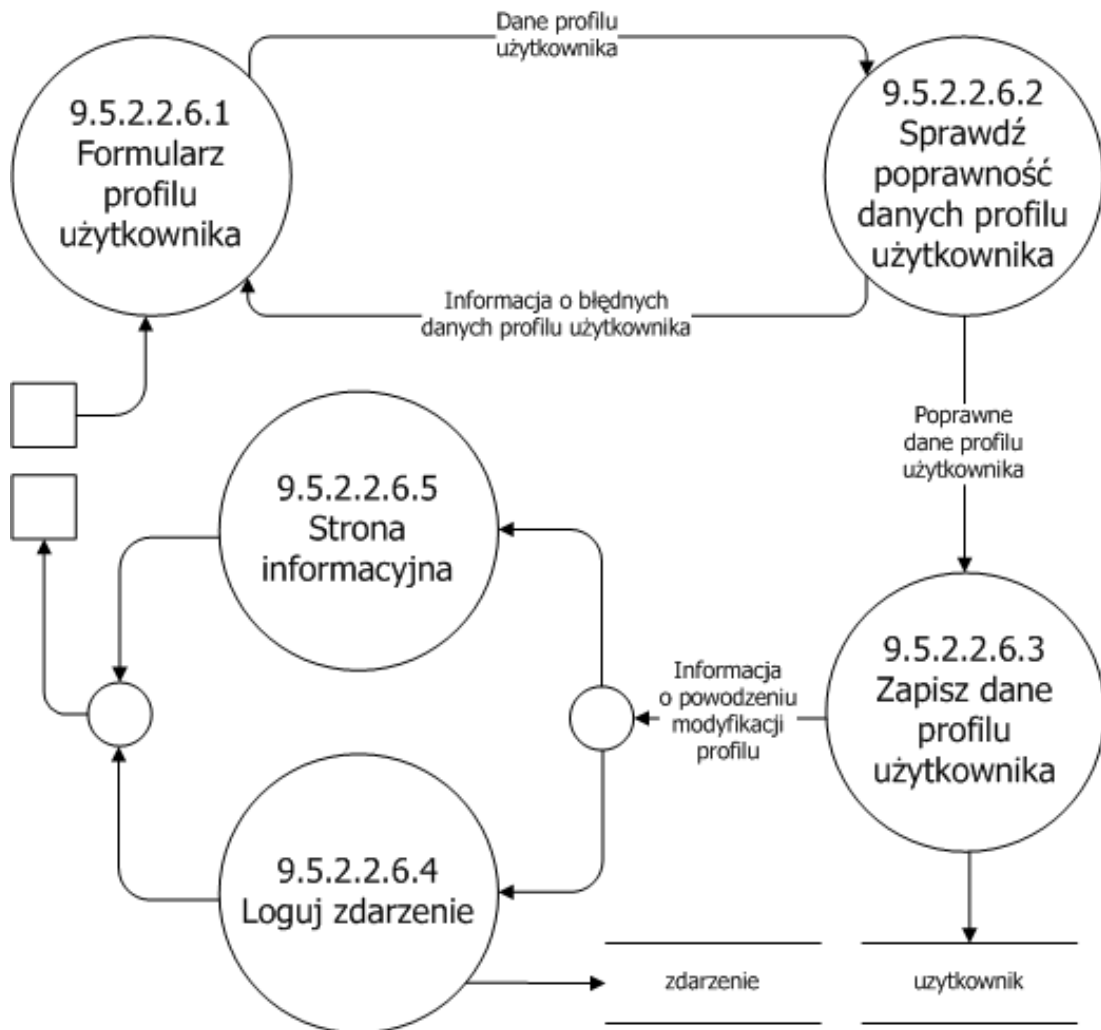 Dane profilu
użytkownika
9.5.2.2.6.1
Formularz
profilu
użytkownika
9.5.2.2.6.2
Sprawdź
poprawność
danych profilu
użytkownika
Informacja o błędnych
danych profilu użytkownika
Poprawne
dane profilu
użytkownika
9.5.2.2.6.5
Strona
informacyjna
9.5.2.2.6.3
Zapisz dane
profilu
użytkownika
Informacja
o powodzeniu
modyfikacji
profilu
9.5.2.2.6.4
Loguj zdarzenie
zdarzenie
uzytkownik